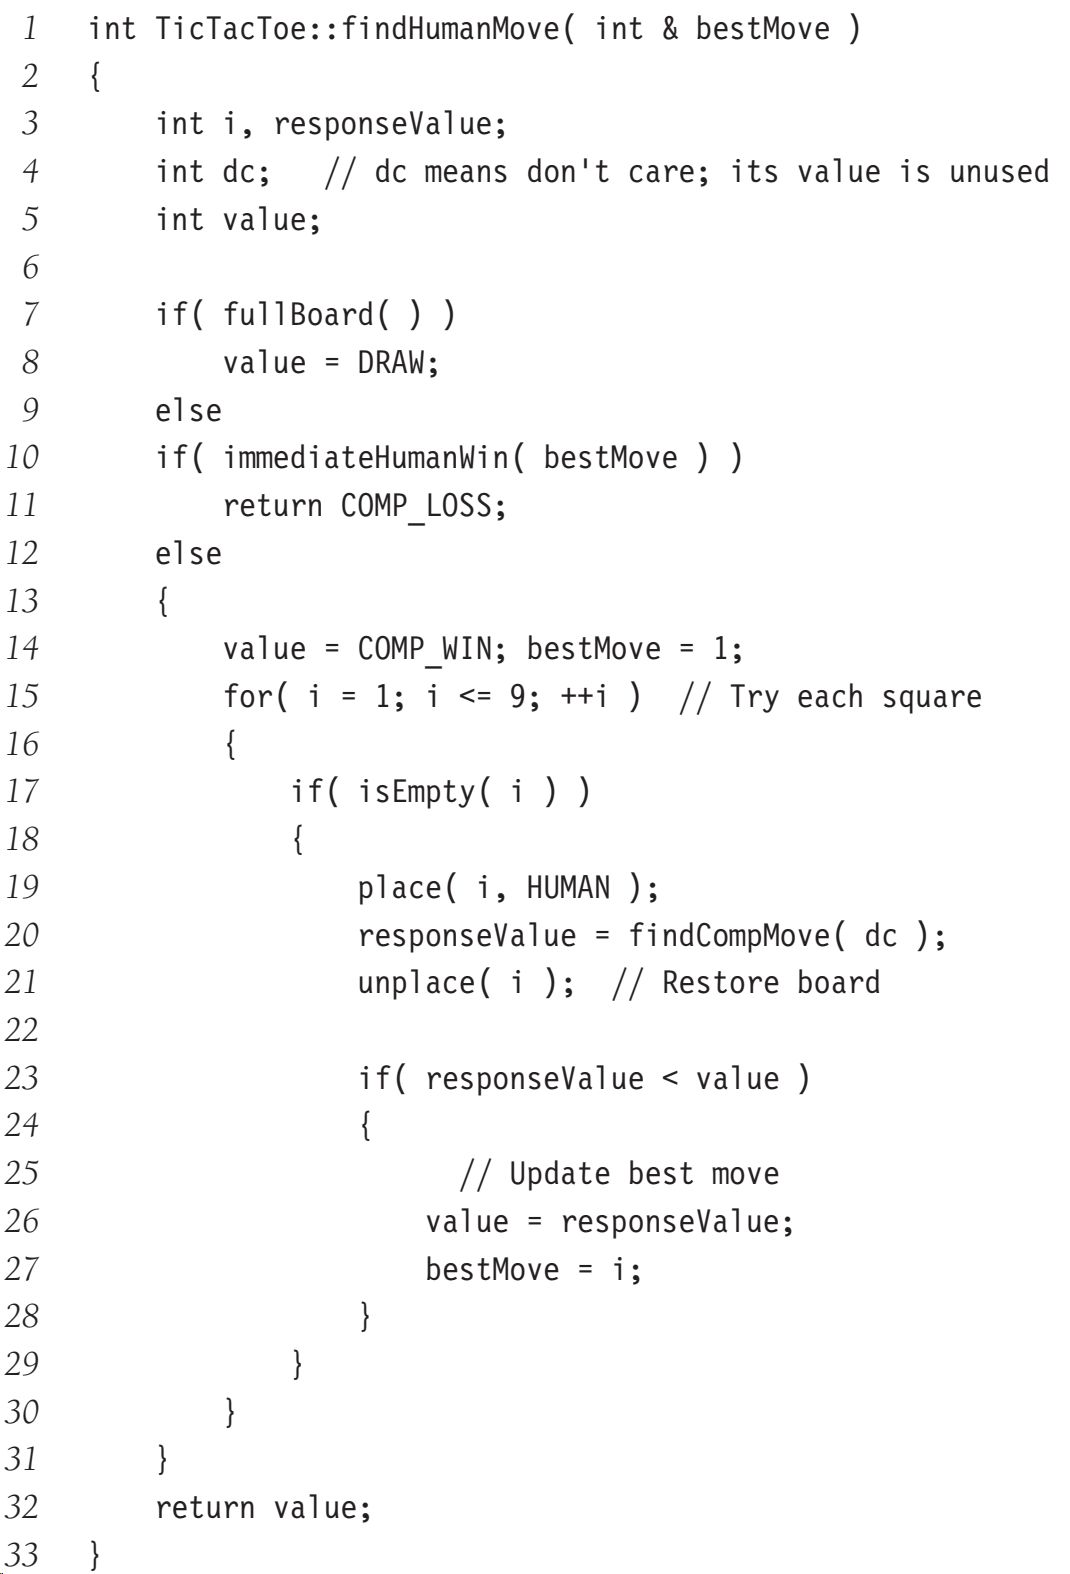 1 int TicTacToe::findHumanMove( int & bestMove )
2 {
3 int i, responseValue;
4 int dc; // dc means don't care; its value is unused
5 int value;
6
7 if( fullBoard( ) )
8 value = DRAW;
9 else
10 if( immediateHumanWin( bestMove ) )
11 return COMP_LOSS;
12 else
13 {
14 value = COMP_WIN; bestMove = 1;
15 for( i = 1; i <= 9; ++i ) // Try each square
16 {
17 if( isEmpty( i ) )
18 {
19 place( i, HUMAN );
20 responseValue = findCompMove( dc );
21 unplace( i ); // Restore board
22
23 if( responseValue < value )
24 {
25 // Update best move
26 value = responseValue;
27 bestMove = i;
28 }
29 }
30 }
31 }
32 return value;
33 }